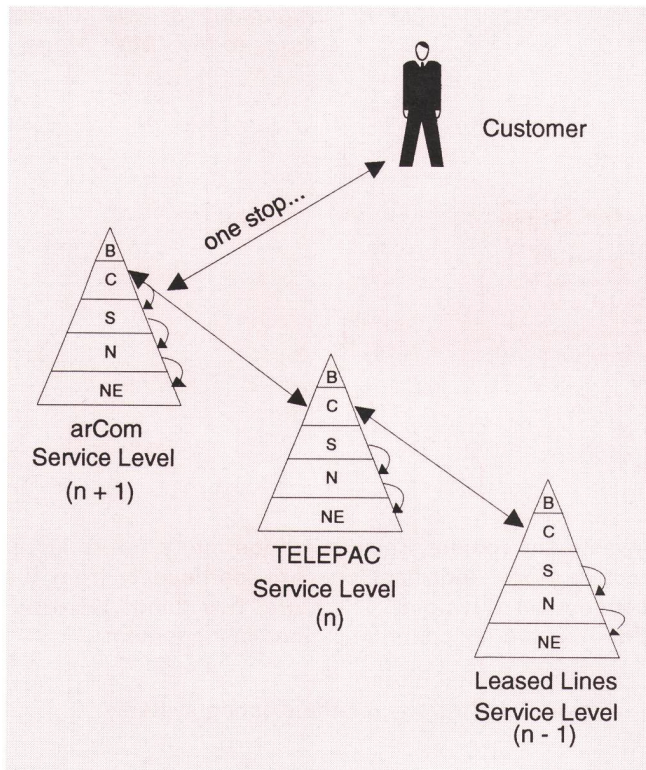 Customer
one stop...
B
C
S
N
NE
arCom
Service Level
(n + 1)
B
C
S
N
NE
TELEPAC
Service Level
(n)
B
C
S
N
NE
Leased Lines
Service Level
(n - 1)